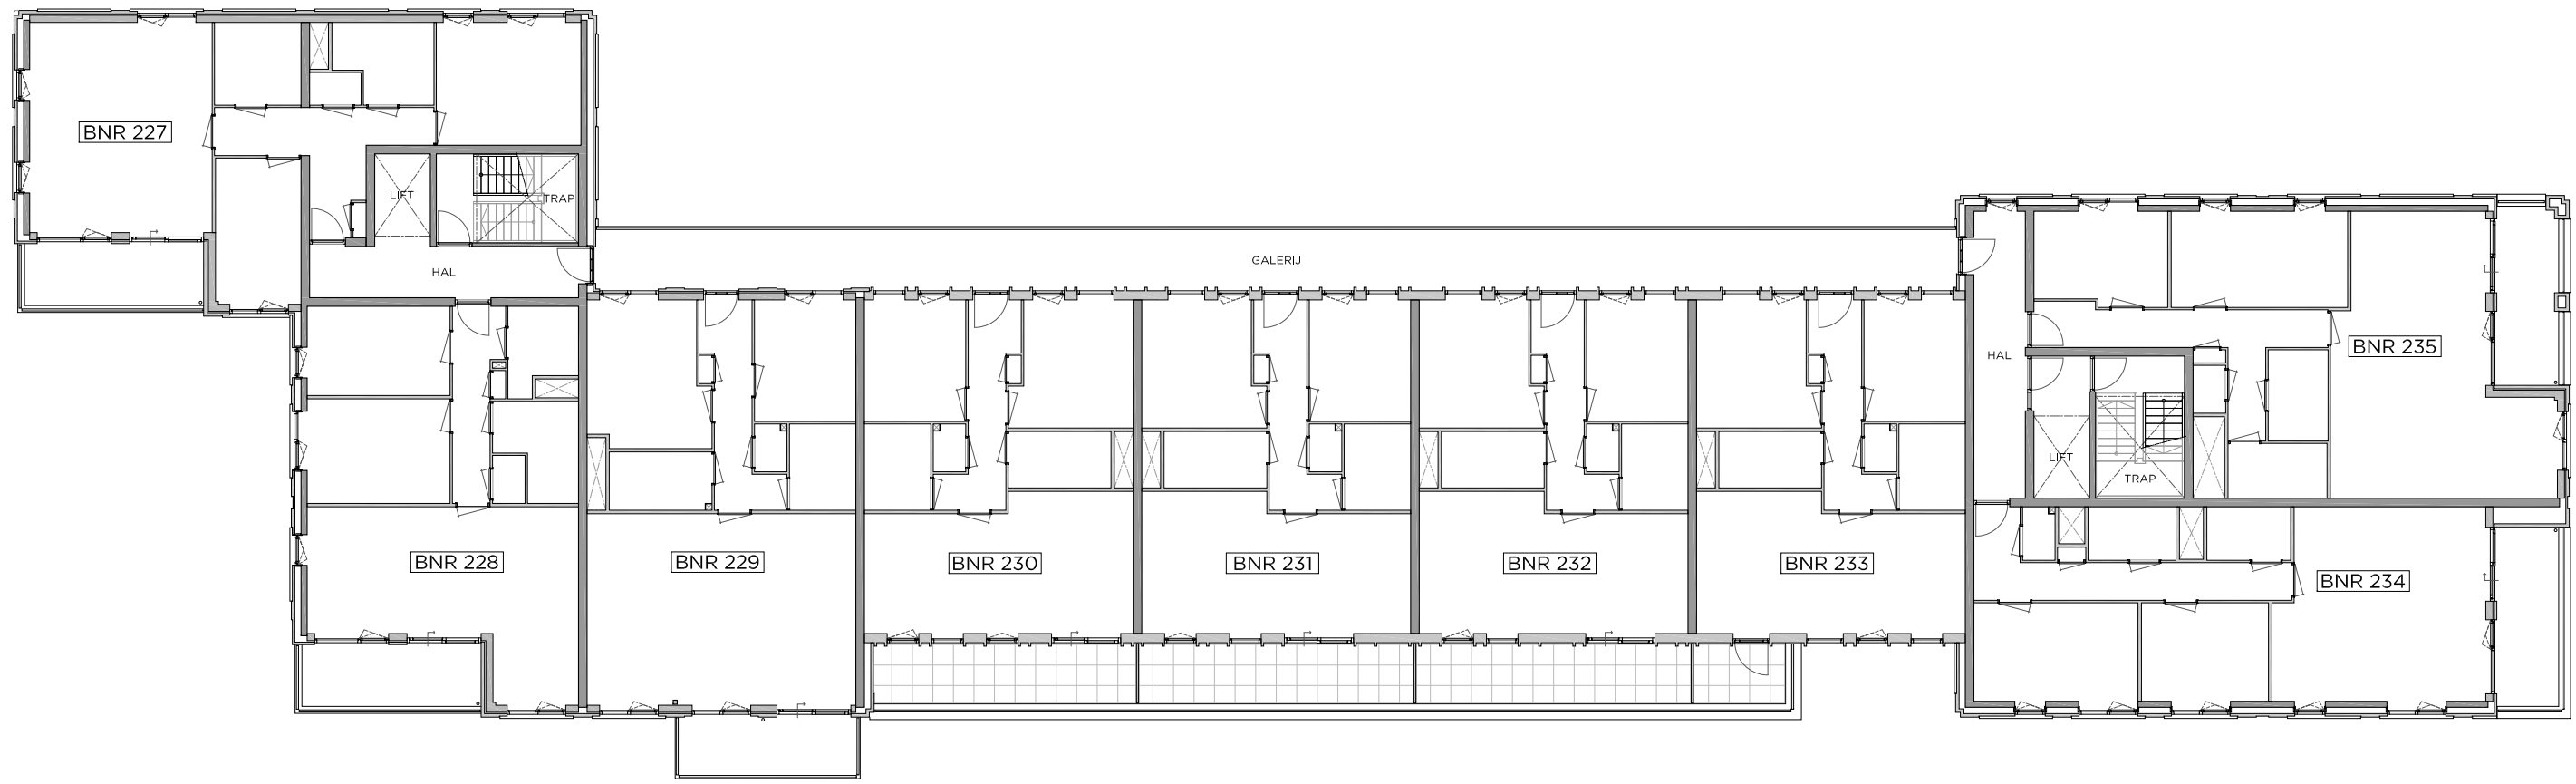 BNR 227
LIFT
TRAP
HAL
GALERIJ
HAL
BNR 235
LIFT
TRAP
BNR 228
BNR 229
BNR 230
BNR 231
BNR 232
BNR 233
BNR 234